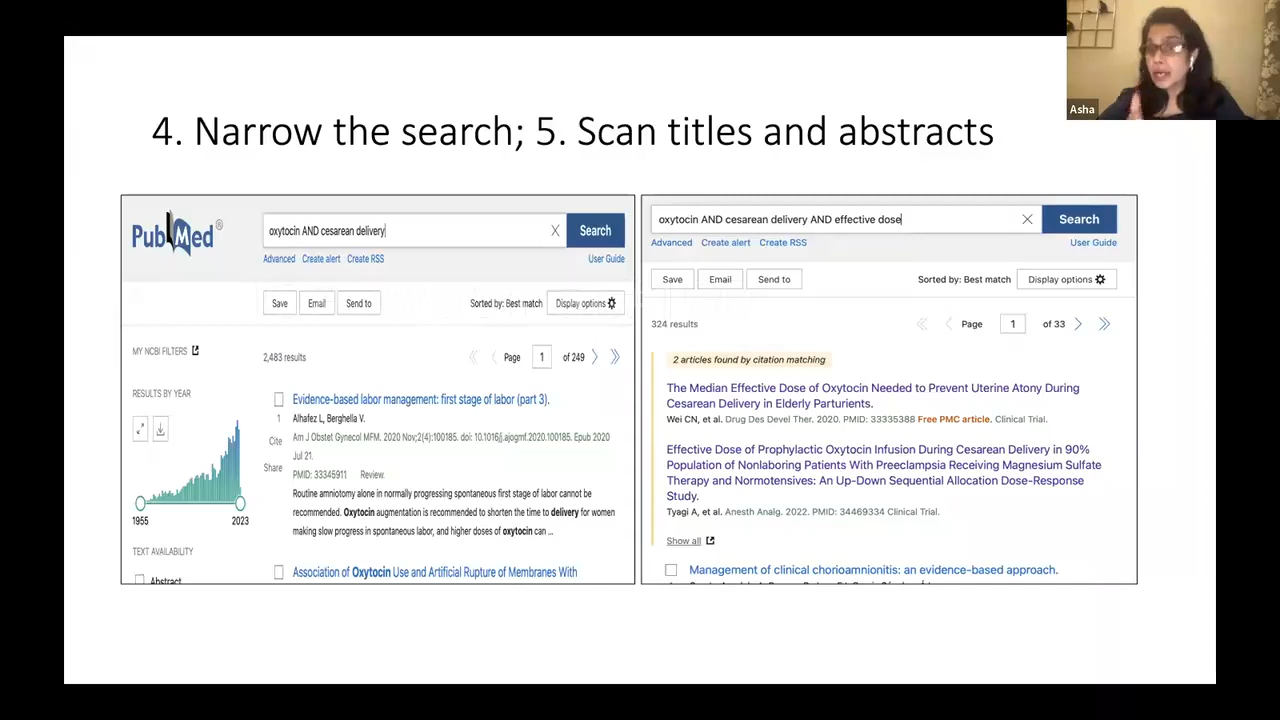 Asha
4. Narrow the search; 5. Scan titles and abstracts
PubMed®
oxytocin AND cesarean delivery
Search
Advanced Create alert Create RSS
User Guide
Save Email Send to
Sorted by: Best match Display options
MY NCBI FILTERS
2,483 results
Page 1 of 249
RESULTS BY YEAR
1955 2023
TEXT AVAILABILITY
Abstract
1
Cite
Share
Evidence-based labor management: first stage of labor (part 3).
Alhafez L, Berghella V.
Am J Obstet Gynecol MFM. 2020 Nov;2(4):100185. doi: 10.1016/j.ajogmf.2020.100185. Epub 2020
Jul 21.
PMID: 33345911 Review.
Routine amniotomy alone in normally progressing spontaneous first stage of labor cannot be
recommended. Oxytocin augmentation is recommended to shorten the time to delivery for women
making slow progress in spontaneous labor, and higher doses of oxytocin can ...
Association of Oxytocin Use and Artificial Rupture of Membranes With
oxytocin AND cesarean delivery AND effective dose
Search
Advanced Create alert Create RSS
User Guide
Save Email Send to
Sorted by: Best match Display options
324 results
Page 1 of 33
2 articles found by citation matching
The Median Effective Dose of Oxytocin Needed to Prevent Uterine Atony During
Cesarean Delivery in Elderly Parturients.
Wei CN, et al. Drug Des Devel Ther. 2020. PMID: 33335388 Free PMC article. Clinical Trial.
Effective Dose of Prophylactic Oxytocin Infusion During Cesarean Delivery in 90%
Population of Nonlaboring Patients With Preeclampsia Receiving Magnesium Sulfate
Therapy and Normotensives: An Up-Down Sequential Allocation Dose-Response
Study.
Tyagi A, et al. Anesth Analg. 2022. PMID: 34469334 Clinical Trial.
Show all
Management of clinical chorioamnionitis: an evidence-based approach.